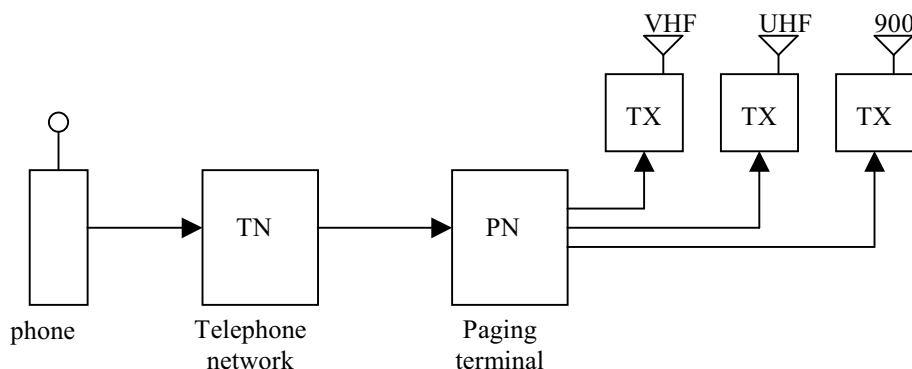 VHF
UHF
900
TX
TX
TX
TN
PN
phone
Telephone
network
Paging
terminal